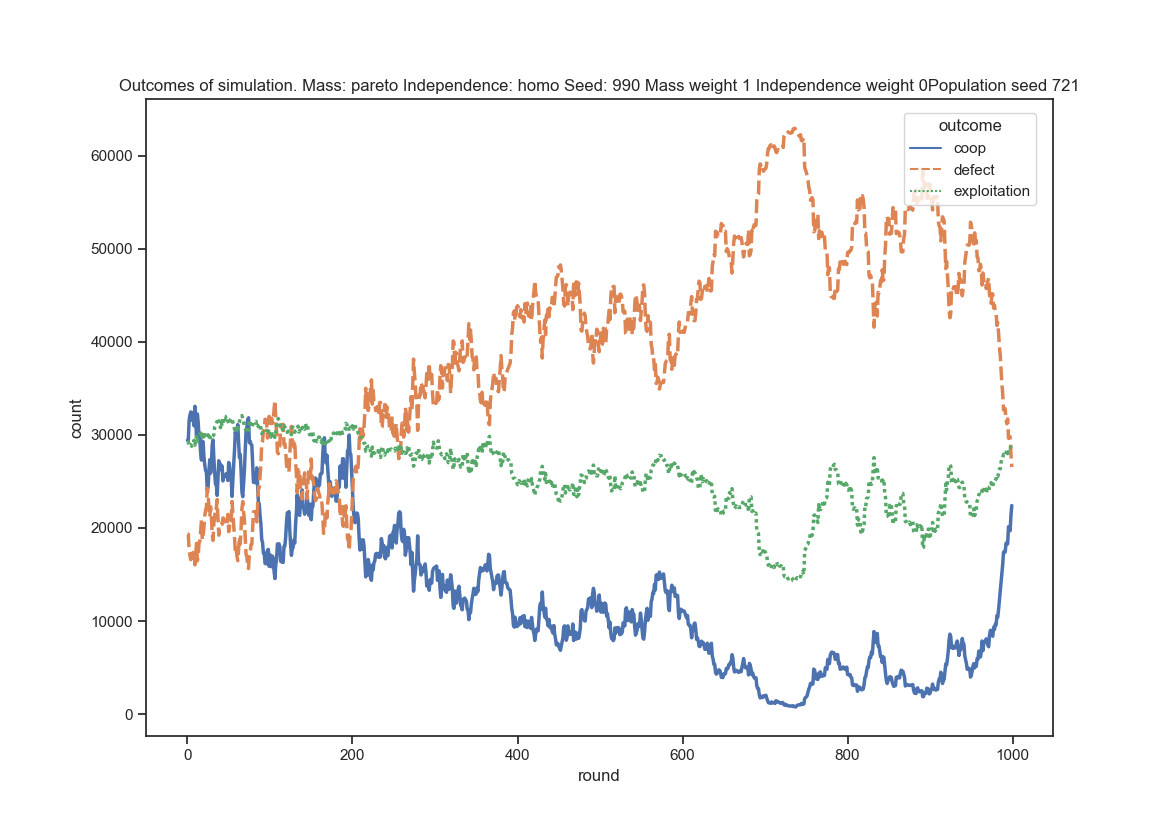 Outcomes of simulation. Mass: pareto Independence: homo Seed: 990 Mass weight 1 Independence weight 0Population seed 721
outcome
coop
defect
exploitation
60000
50000
40000
30000
20000
10000
0
count
0 200 400 600 800 1000
round